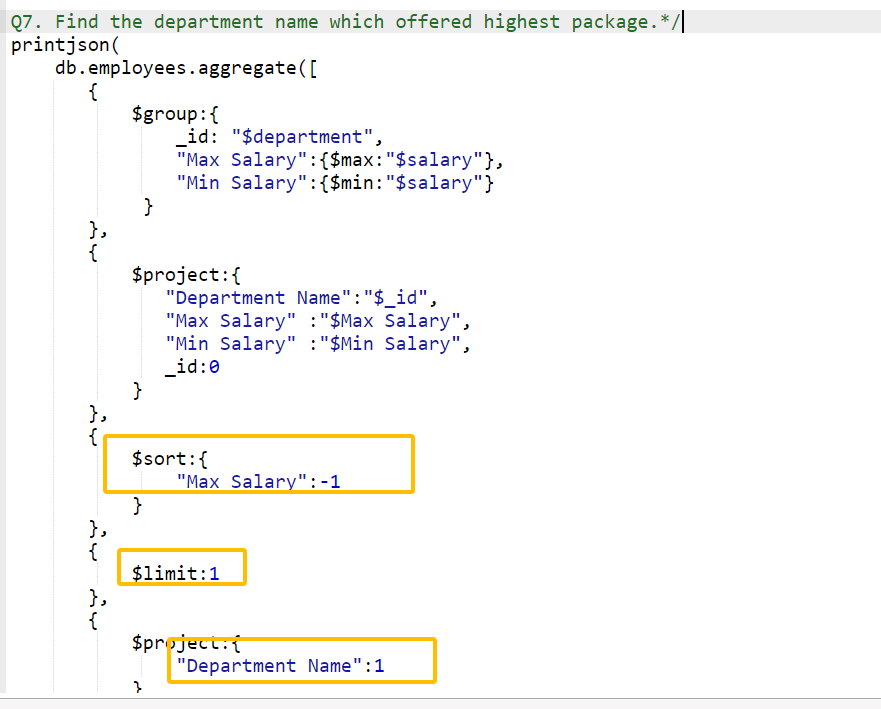 Q7. Find the department name which offered highest package.*/
printjson(
db.employees.aggregate([
{
$group:{
_id: "$department",
"Max Salary":{$max:"$salary"},
"Min Salary":{$min:"$salary"}
}
},
{
$project:{
"Department Name":"$_id",
"Max Salary" :"$Max Salary",
"Min Salary" :"$Min Salary",
_id:0
}
},
{
$sort:{
"Max Salary":-1
}
},
{
$limit:1
},
{
$project:{
"Department Name":1
}